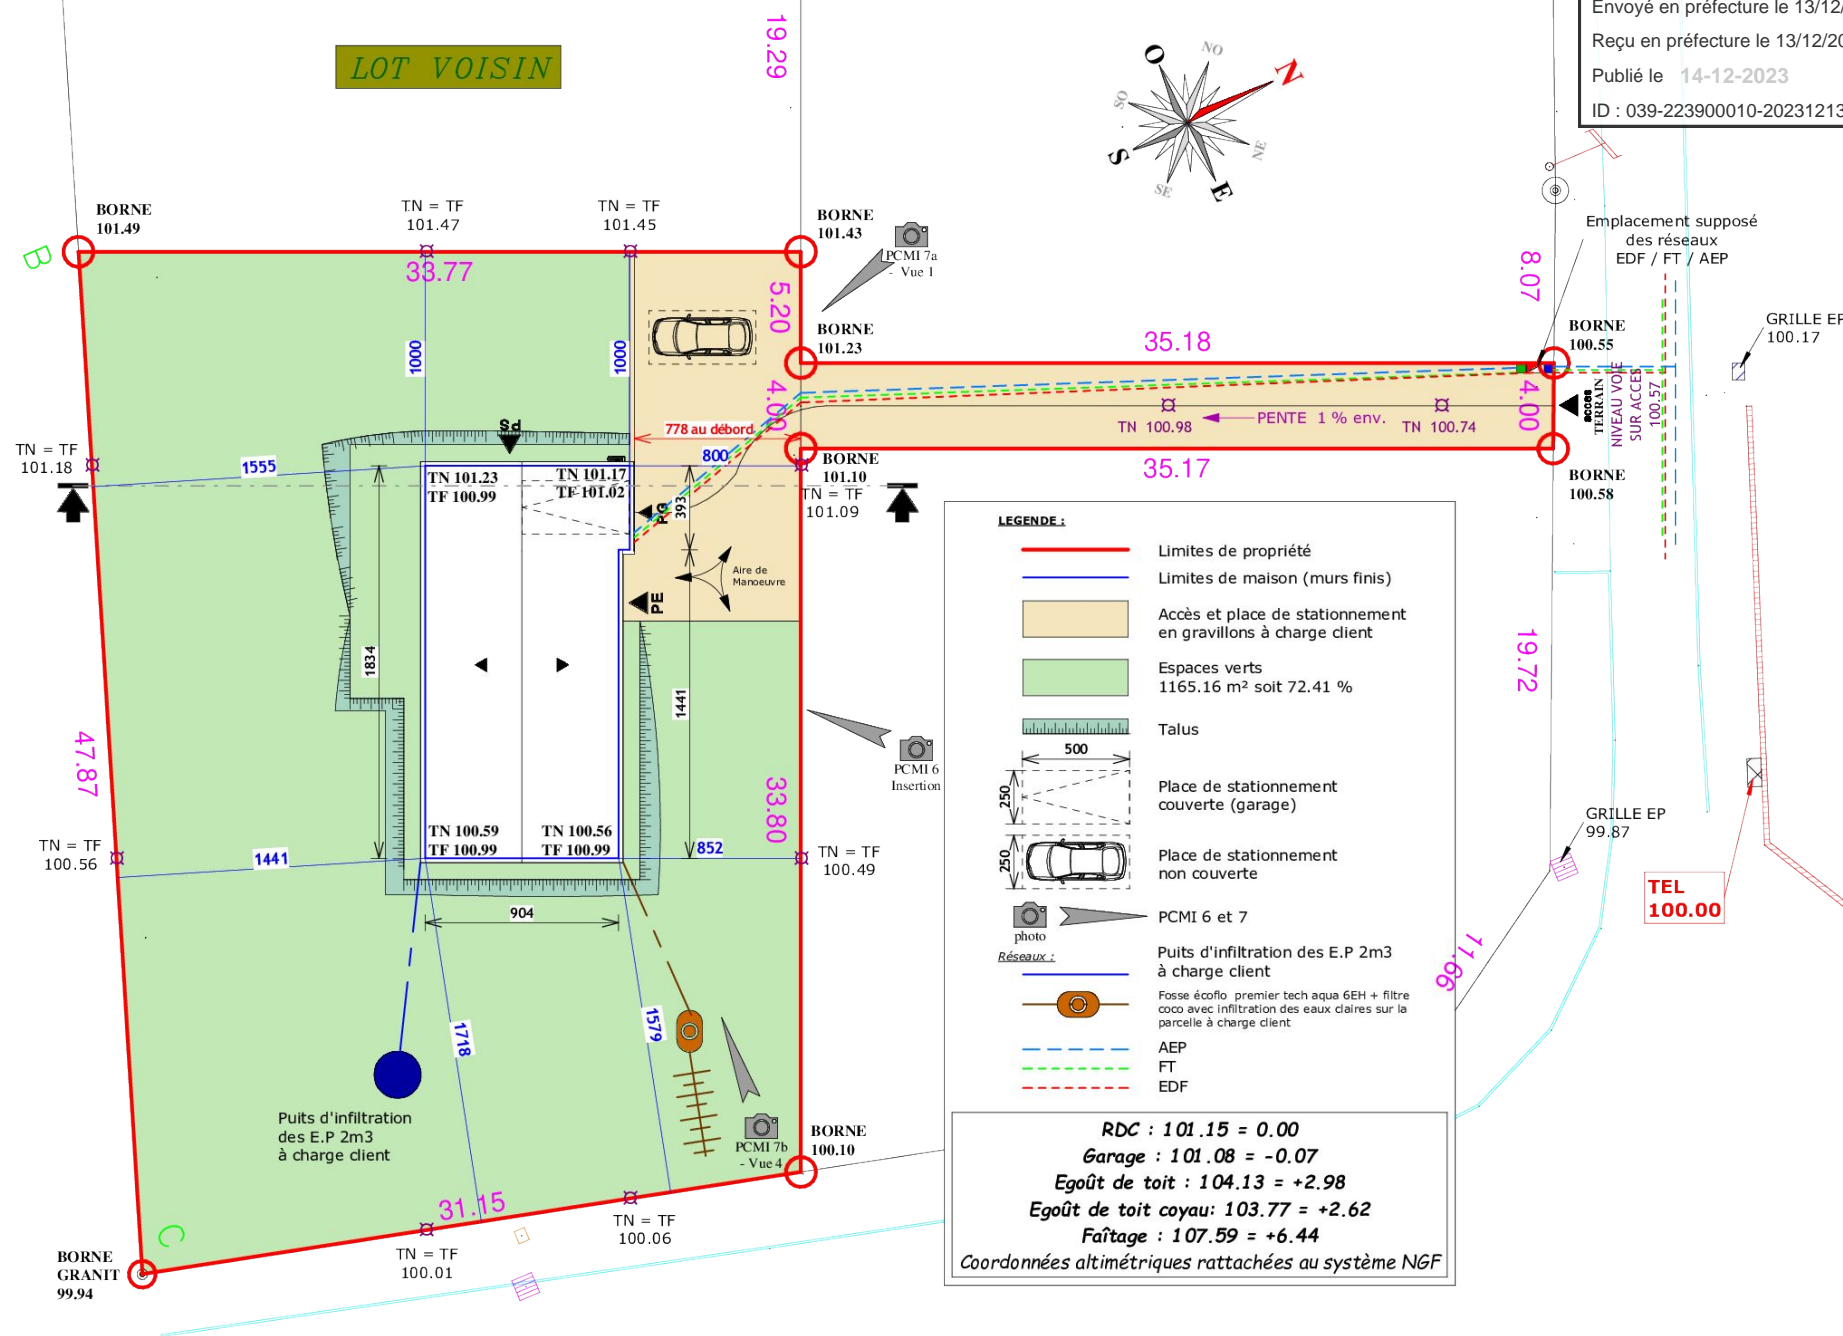 Envoyé en préfecture le 13/12/
Reçu en préfecture le 13/12/20
Publié le 14-12-2023
ID : 039-223900010-20231213
LOT VOISIN
19.29
O
NO
N
SO
NE
S
SE
E
BORNE
101.49
TN = TF
101.47
TN = TF
101.45
BORNE
101.43
B
33.77
PCMI 7a
- Vue 1
5.20
8.07
Emplacement supposé
des réseaux
EDF / FT / AEP
1000
1000
BORNE
101.23
35.18
BORNE
100.55
GRILLE EP
100.17
4.00
4.00
accès
TERRAIN
NIVEAU VOIE
SUR ACCES
100.57
TN 100.98
PENTE 1 % env.
TN 100.74
Sd
778 au débord
TN = TF
101.18
1555
800
BORNE
101.10
35.17
BORNE
100.58
TN 101.23
TF 100.99
TN 101.17
TF 101.02
TN = TF
101.09
PG
393
Aire de
Manoeuvre
PE
1834
1441
47.87
PCMI 6
Insertion
33.80
19.72
TN 100.59
TF 100.99
TN 100.56
TF 100.99
TN = TF
100.56
1441
852
TN = TF
100.49
904
GRILLE EP
99.87
TEL
100.00
11.66
1718
1579
Puits d'infiltration
des E.P 2m3
à charge client
PCMI 7b
- Vue 4
BORNE
100.10
31.15
TN = TF
100.06
TN = TF
100.01
C
BORNE
GRANIT
99.94
LEGENDE :
Limites de propriété
Limites de maison (murs finis)
Accès et place de stationnement
en gravillons à charge client
Espaces verts
1165.16 m² soit 72.41 %
Talus
500
250
Place de stationnement
couverte (garage)
250
Place de stationnement
non couverte
photo
PCMI 6 et 7
Réseaux :
Puits d'infiltration des E.P 2m3
à charge client
Fosse écoflo premier tech aqua 6EH + filtre
coco avec infiltration des eaux claires sur la
parcelle à charge client
AEP
FT
EDF
RDC : 101.15 = 0.00
Garage : 101.08 = -0.07
Egoût de toit : 104.13 = +2.98
Egoût de toit coyau: 103.77 = +2.62
Faîtage : 107.59 = +6.44
Coordonnées altimétriques rattachées au système NGF